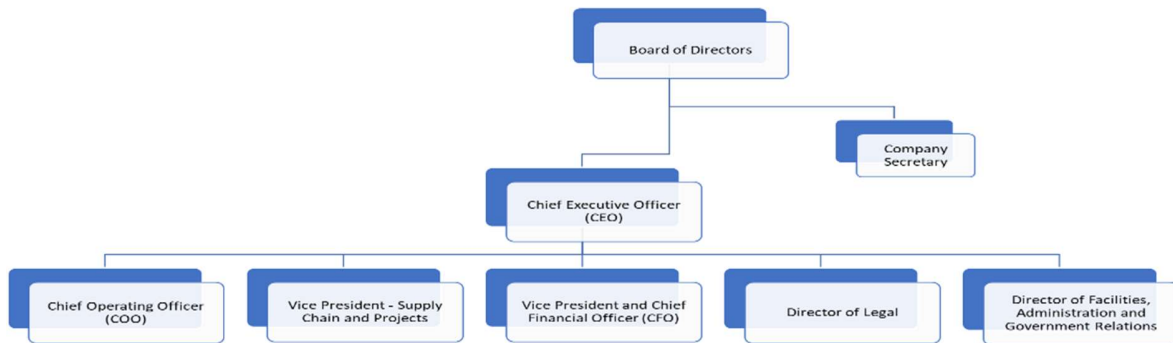 Board of Directors
Company
Secretary
Chief Executive Officer
(CEO)
Chief Operating Officer
(COO)
Vice President - Supply
Chain and Projects
Vice President and Chief
Financial Officer (CFO)
Director of Legal
Director of Facilities,
Administration and
Government Relations